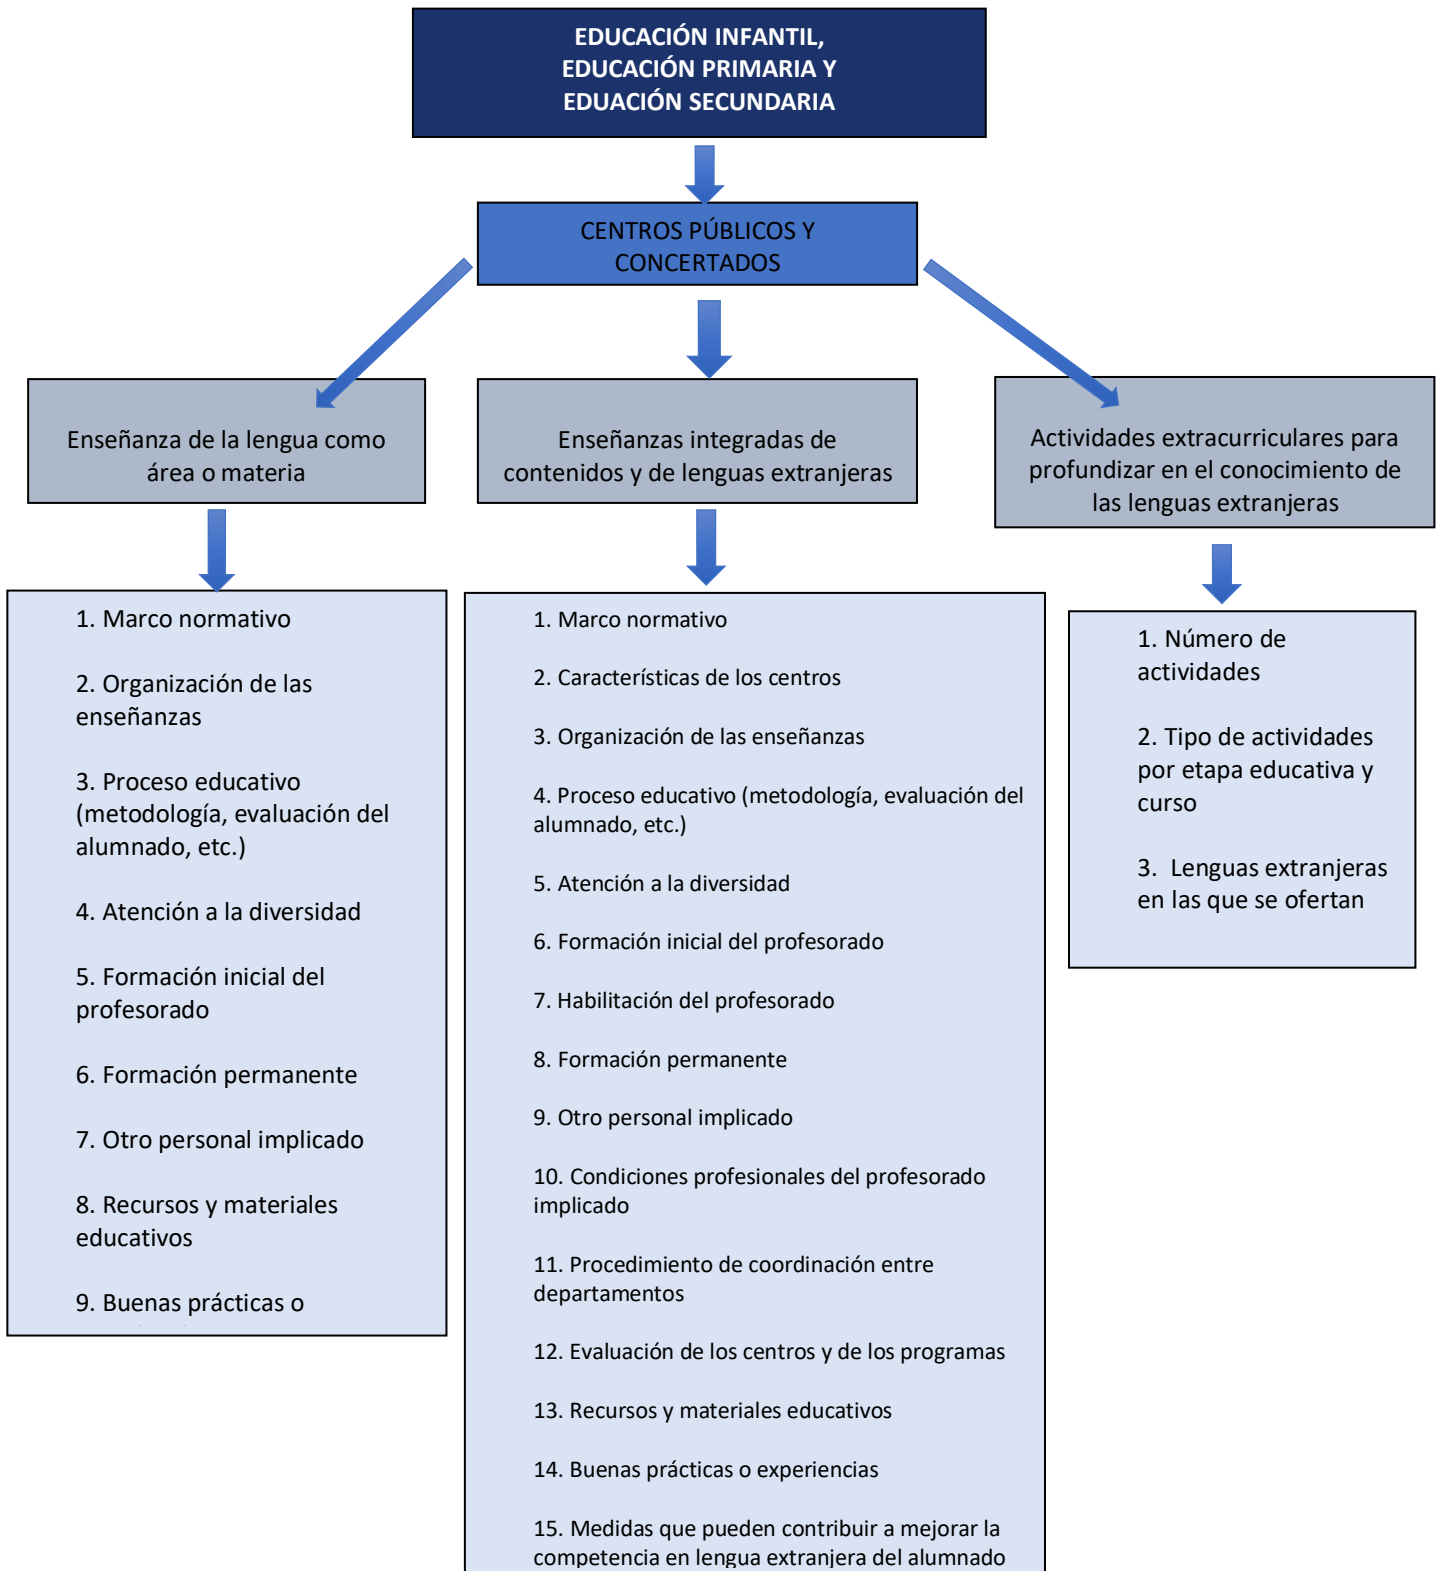 EDUCACIÓN INFANTIL,
EDUCACIÓN PRIMARIA Y
EDUACIÓN SECUNDARIA
CENTROS PÚBLICOS Y
CONCERTADOS
Enseñanza de la lengua como
área o materia
Enseñanzas integradas de
contenidos y de lenguas extranjeras
Actividades extracurriculares para
profundizar en el conocimiento de
las lenguas extranjeras
1. Marco normativo
2. Organización de las
enseñanzas
3. Proceso educativo
(metodología, evaluación del
alumnado, etc.)
4. Atención a la diversidad
5. Formación inicial del
profesorado
6. Formación permanente
7. Otro personal implicado
8. Recursos y materiales
educativos
9. Buenas prácticas o
1. Marco normativo
2. Características de los centros
3. Organización de las enseñanzas
4. Proceso educativo (metodología, evaluación del
alumnado, etc.)
5. Atención a la diversidad
6. Formación inicial del profesorado
7. Habilitación del profesorado
8. Formación permanente
9. Otro personal implicado
10. Condiciones profesionales del profesorado
implicado
11. Procedimiento de coordinación entre
departamentos
12. Evaluación de los centros y de los programas
13. Recursos y materiales educativos
14. Buenas prácticas o experiencias
15. Medidas que pueden contribuir a mejorar la
competencia en lengua extranjera del alumnado
1. Número de
actividades
2. Tipo de actividades
por etapa educativa y
curso
3. Lenguas extranjeras
en las que se ofertan